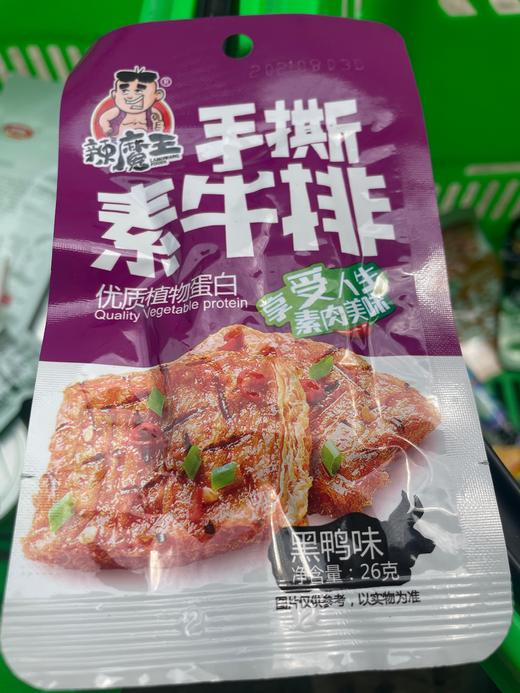 辣魔王
LAMOWANG
FOODS
手撕
素牛排
优质植物蛋白
Quality Vegetable protein
享受人生
素肉美味
黑鸭味
净含量：26克
图片仅供参考，以实物为准